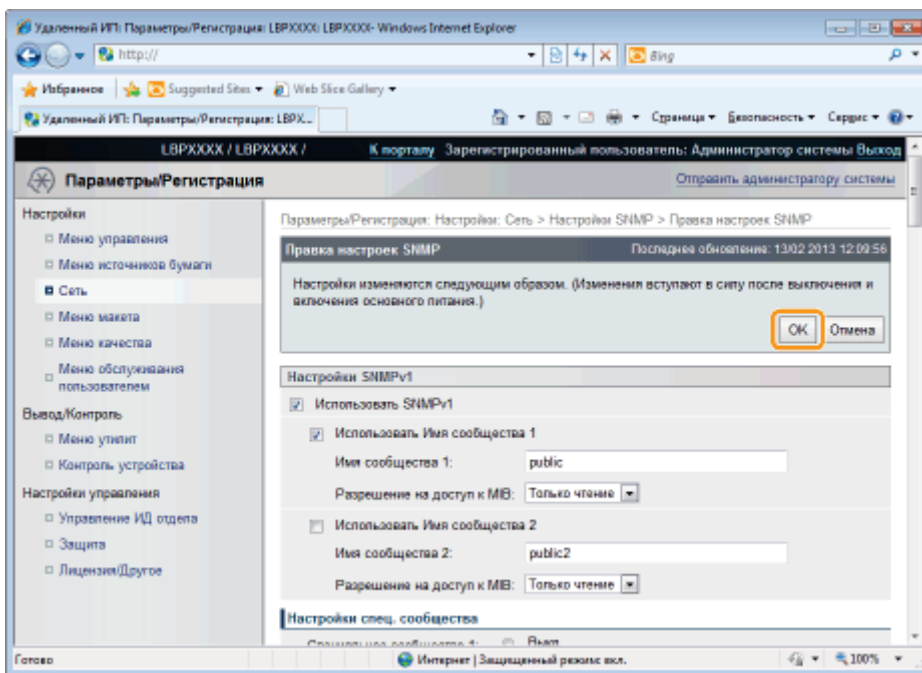 Удаленный ИП: Параметры/Регистрация: LBPXXXX: LBPXXXX- Windows Internet Explorer
http://
Bing
Избранное Suggested Sites Web Slice Gallery
Удаленный ИП: Параметры/Регистрация: LBPX... Страница Безопасность Сервис
LBPXXXX / LBPXXXX / К порталу Зарегистрированный пользователь: Администратор системы Выход
Параметры/Регистрация Отправить администратору системы
Настройки
Меню управления
Меню источников бумаги
Сеть
Меню макета
Меню качества
Меню обслуживания
пользователем
Вывод/Контроль
Меню утилит
Контроль устройства
Настройки управления
Управление ИД отдела
Защита
Лицензия/Другое
Параметры/Регистрация: Настройки: Сеть > Настройки SNMP > Правка настроек SNMP
Правка настроек SNMP Последнее обновление: 13/02 2013 12:09:56
Настройки изменяются следующим образом. (Изменения вступают в силу после выключения и
включения основного питания.)
OK Отмена
Настройки SNMPv1
Использовать SNMPv1
Использовать Имя сообщества 1
Имя сообщества 1: public
Разрешение на доступ к MIB: Только чтение
Использовать Имя сообщества 2
Имя сообщества 2: public2
Разрешение на доступ к MIB: Только чтение
Настройки спец. сообщества
Специальное сообщество 1: Выкл
Готово Интернет | Защищенный режим: вкл. 100%